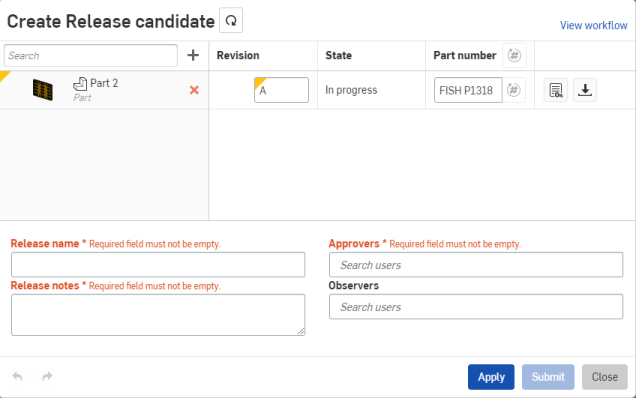 Create Release candidate
View workflow
Search
Revision
State
Part number
Part 2
Part
A
In progress
FISH P1318
Release name * Required field must not be empty.
Approvers * Required field must not be empty.
Search users
Release notes * Required field must not be empty.
Observers
Search users
Apply
Submit
Close